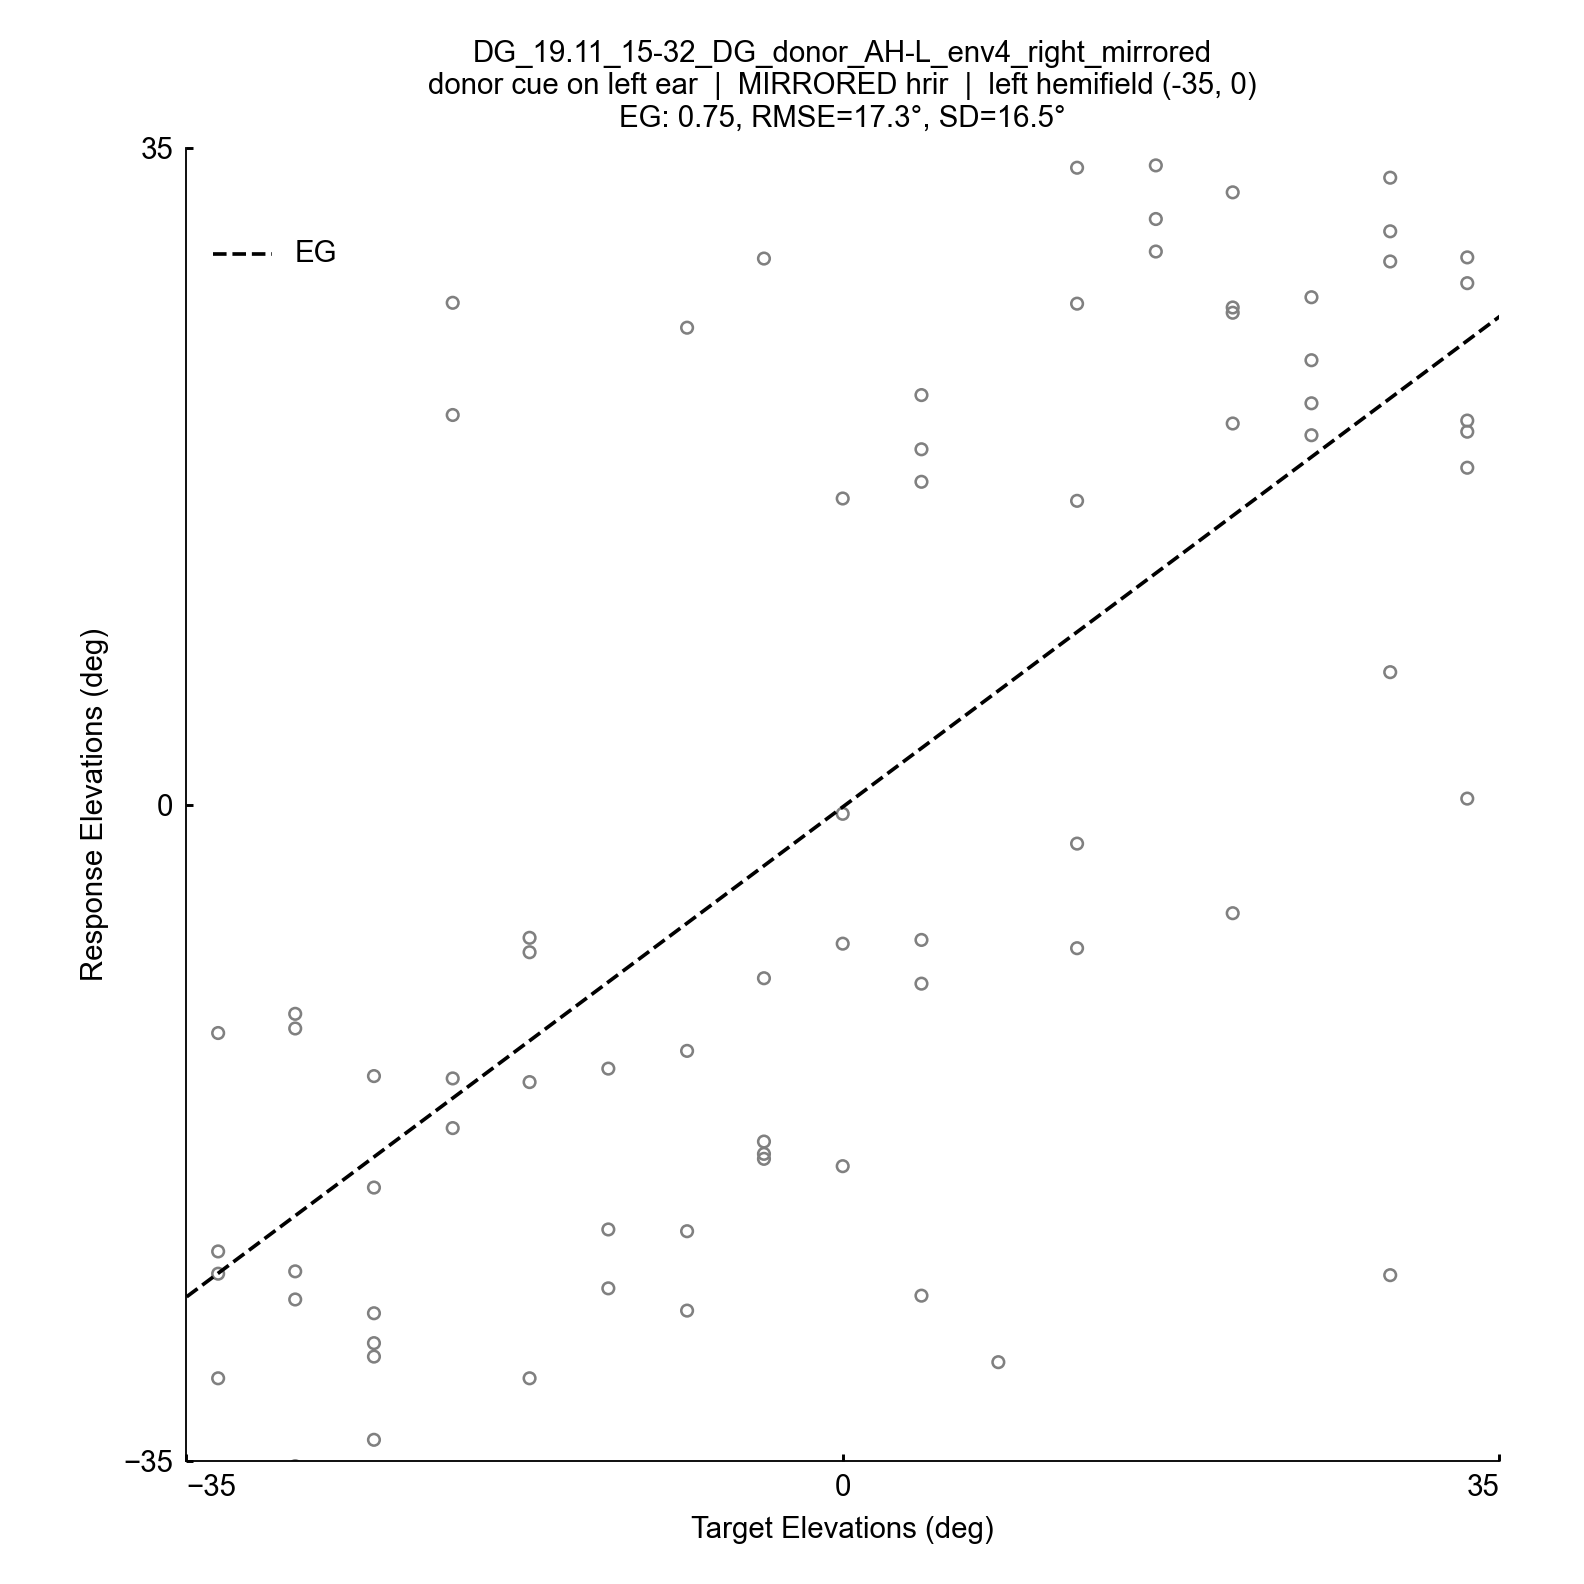 DG_19.11_15-32_DG_donor_AH-L_env4_right_mirrored
donor cue on left ear | MIRRORED hrir | left hemifield (-35, 0)
EG: 0.75, RMSE=17.3°, SD=16.5°
35
EG
Response Elevations (deg)
0
−35
−35
0
35
Target Elevations (deg)